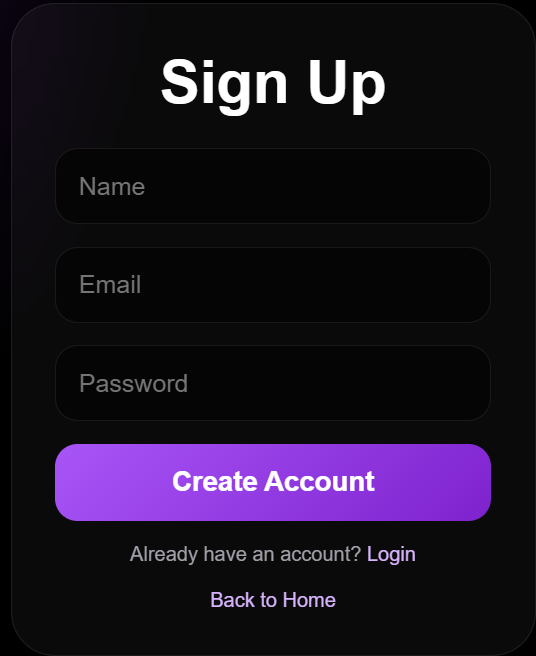 Sign Up
Name
Email
Password
Create Account
Already have an account? Login
Back to Home